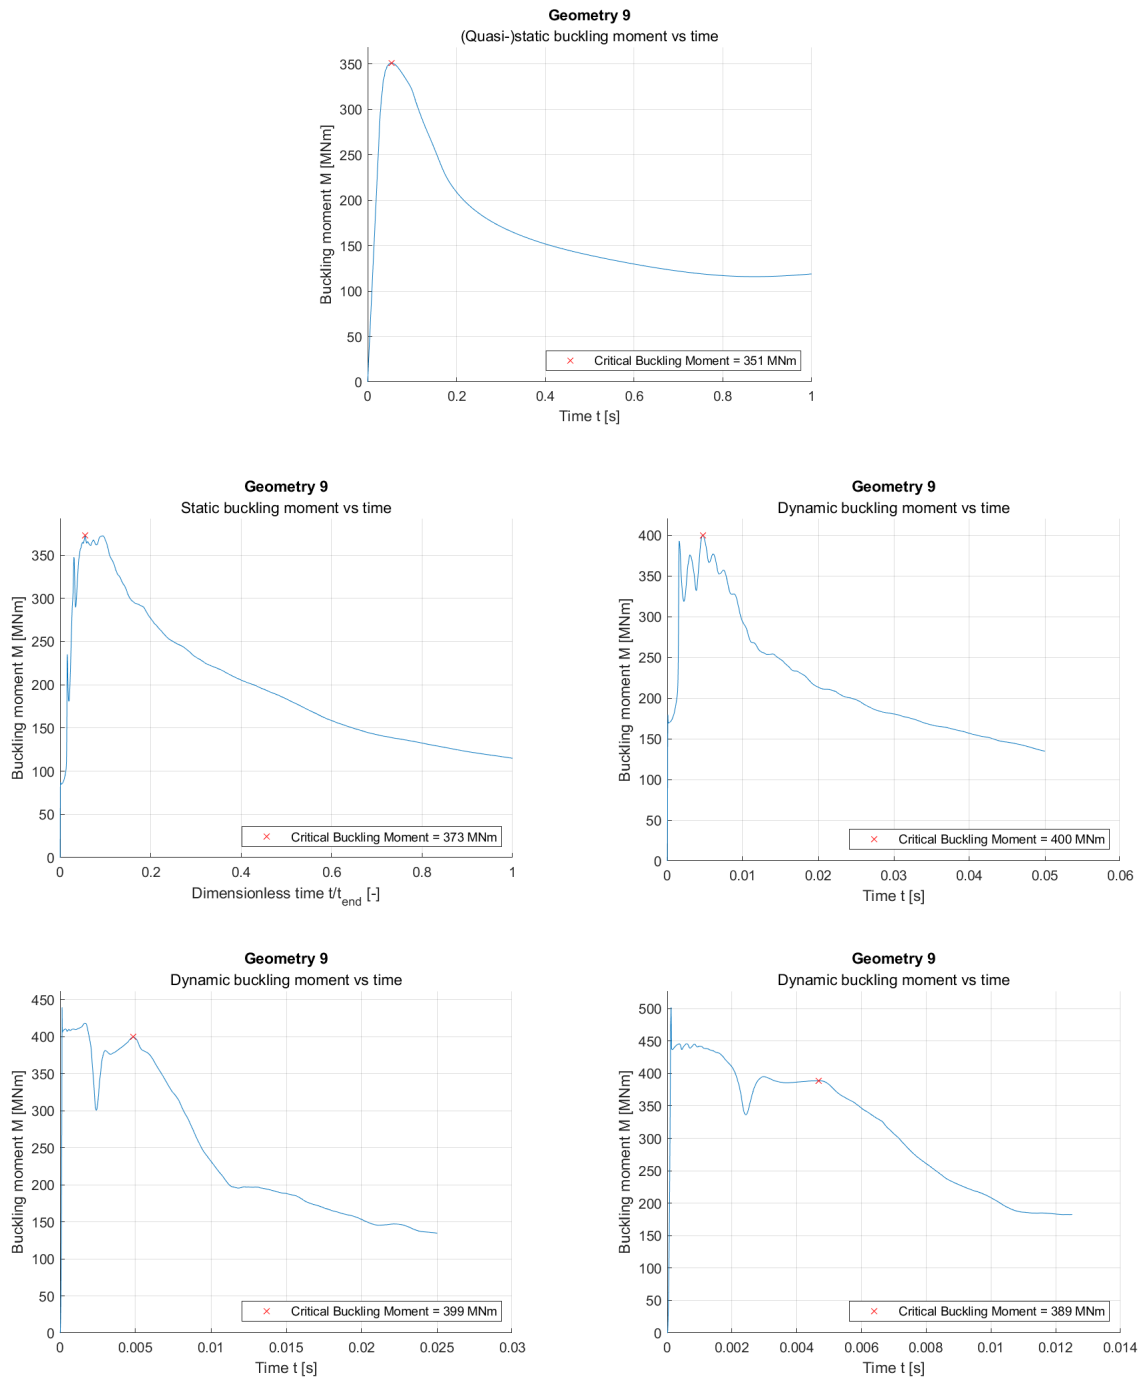 Geometry 9
(Quasi-)static buckling moment vs time
Buckling moment M [MNm]
350
300
250
200
150
100
50
0
Critical Buckling Moment = 351 MNm
0 0.2 0.4 0.6 0.8 1
Time t [s]
Geometry 9
Static buckling moment vs time
Buckling moment M [MNm]
350
300
250
200
150
100
50
0
Critical Buckling Moment = 373 MNm
0 0.2 0.4 0.6 0.8 1
Dimensionless time t/t_end [-]
Geometry 9
Dynamic buckling moment vs time
Buckling moment M [MNm]
400
350
300
250
200
150
100
50
0
Critical Buckling Moment = 400 MNm
0 0.01 0.02 0.03 0.04 0.05 0.06
Time t [s]
Geometry 9
Dynamic buckling moment vs time
Buckling moment M [MNm]
450
400
350
300
250
200
150
100
50
0
Critical Buckling Moment = 399 MNm
0 0.005 0.01 0.015 0.02 0.025 0.03
Time t [s]
Geometry 9
Dynamic buckling moment vs time
Buckling moment M [MNm]
500
450
400
350
300
250
200
150
100
50
0
Critical Buckling Moment = 389 MNm
0 0.002 0.004 0.006 0.008 0.01 0.012 0.014
Time t [s]